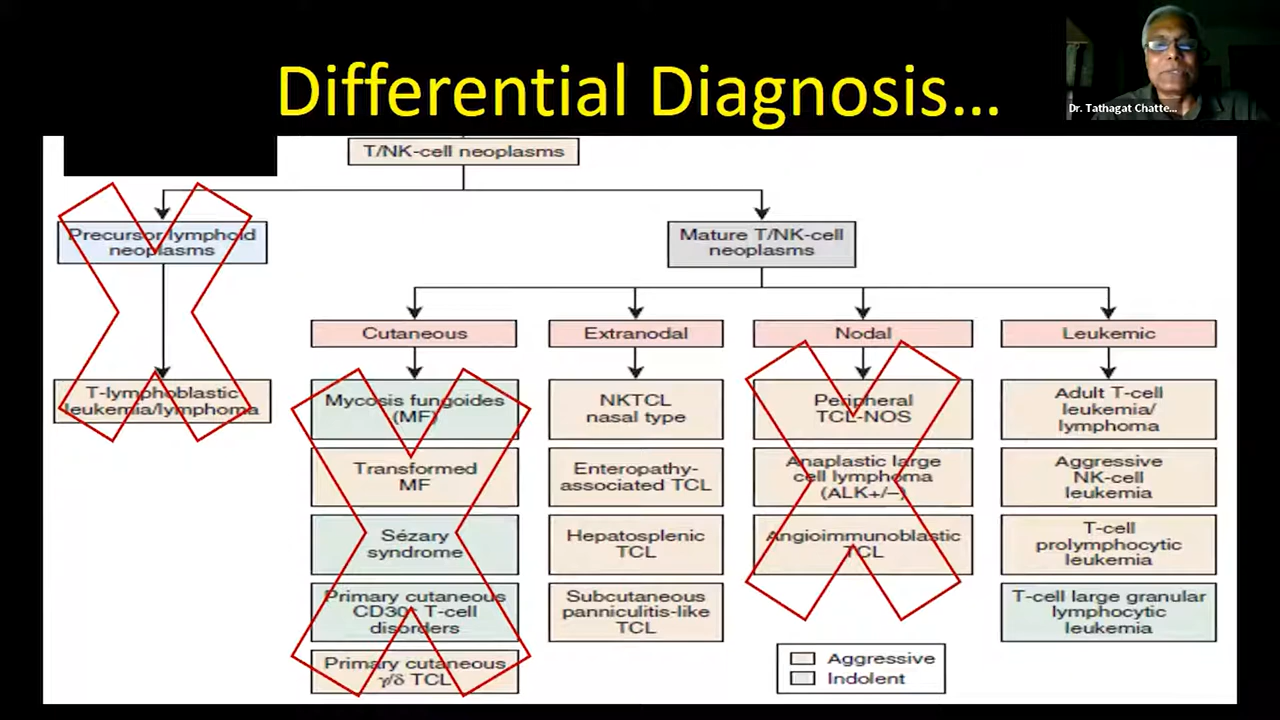 Differential Diagnosis...
Dr. Tathagat Chatte...
T/NK-cell neoplasms
Precursor lymphoid
neoplasms
T-lymphoblastic
leukemia/lymphoma
Mature T/NK-cell
neoplasms
Cutaneous
Mycosis fungoides
(MF)
Transformed
MF
Sézary
syndrome
Primary cutaneous
CD30+ T-cell
disorders
Primary cutaneous
γ/δ TCL
Extranodal
NKTCL
nasal type
Enteropathy-
associated TCL
Hepatosplenic
TCL
Subcutaneous
panniculitis-like
TCL
Nodal
Peripheral
TCL-NOS
Anaplastic large
cell lymphoma
(ALK+/–)
Angioimmunoblastic
TCL
Leukemic
Adult T-cell
leukemia/
lymphoma
Aggressive
NK-cell
leukemia
T-cell
prolymphocytic
leukemia
T-cell large granular
lymphocytic
leukemia
Aggressive
Indolent